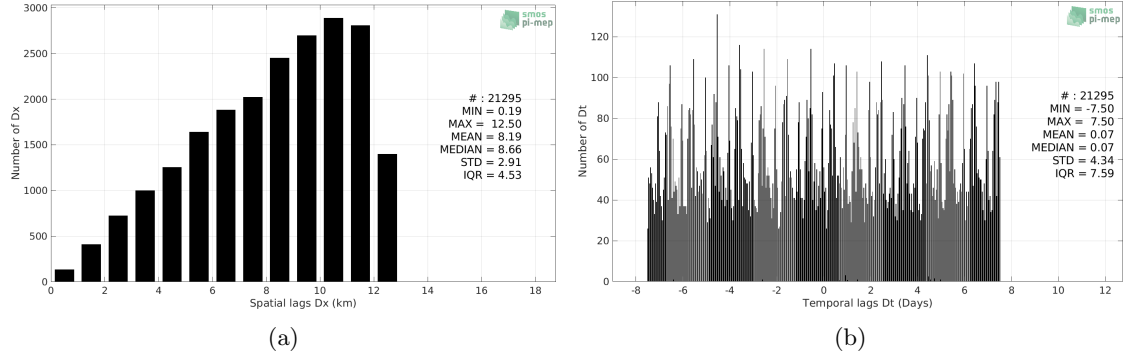 3000
2500
2000
1500
1000
500
0
0 2 4 6 8 10 12 14 16 18
Number of Dx
Spatial lags Dx (km)
smos
pi-mep
# : 21295
MIN = 0.19
MAX = 12.50
MEAN = 8.19
MEDIAN = 8.66
STD = 2.91
IQR = 4.53
(a)
120
100
80
60
40
20
0
-8 -6 -4 -2 0 2 4 6 8 10 12
Number of Dt
Temporal lags Dt (Days)
smos
pi-mep
# : 21295
MIN = -7.50
MAX = 7.50
MEAN = 0.07
MEDIAN = 0.07
STD = 4.34
IQR = 7.59
(b)